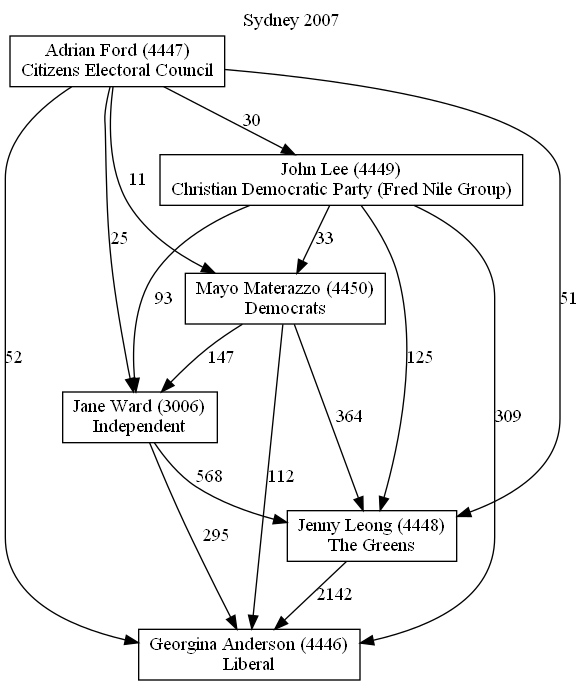 Sydney 2007
Adrian Ford (4447)
Citizens Electoral Council
30
John Lee (4449)
Christian Democratic Party (Fred Nile Group)
11
25
33
Mayo Materazzo (4450)
Democrats
93
51
52
147
125
Jane Ward (3006)
Independent
364
309
568
112
Jenny Leong (4448)
The Greens
295
2142
Georgina Anderson (4446)
Liberal